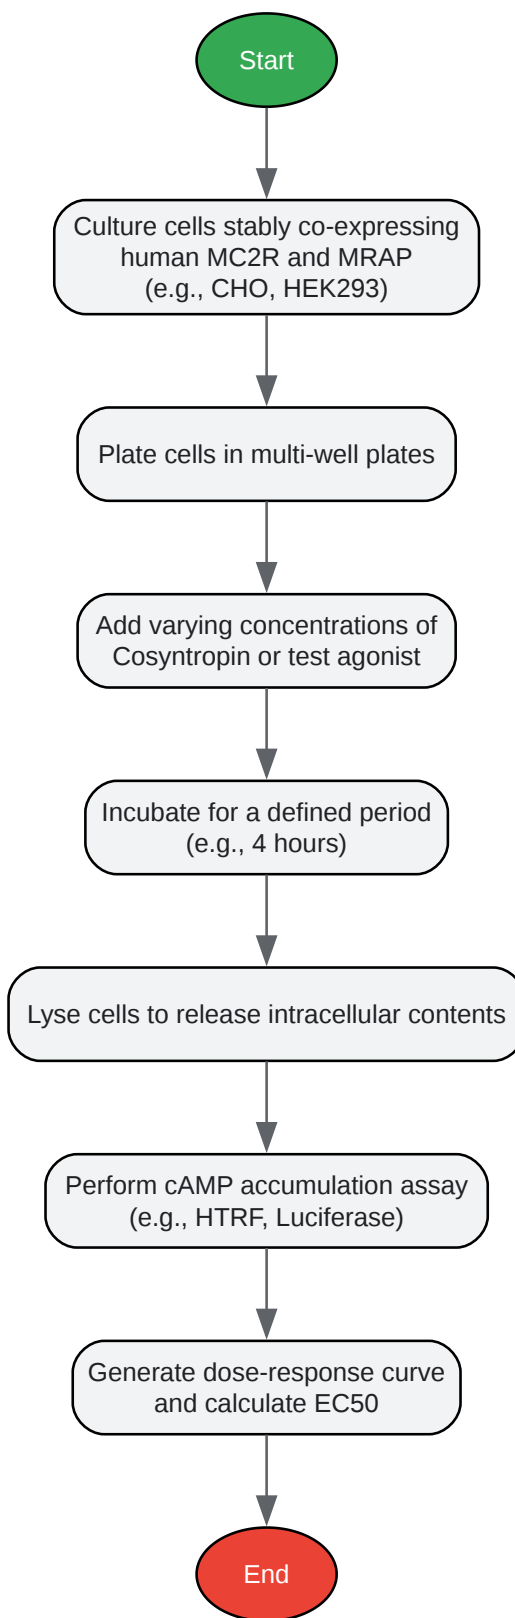 Start
Culture cells stably co-expressing
human MC2R and MRAP
(e.g., CHO, HEK293)
Plate cells in multi-well plates
Add varying concentrations of
Cosyntropin or test agonist
Incubate for a defined period
(e.g., 4 hours)
Lyse cells to release intracellular contents
Perform cAMP accumulation assay
(e.g., HTRF, Luciferase)
Generate dose-response curve
and calculate EC50
End